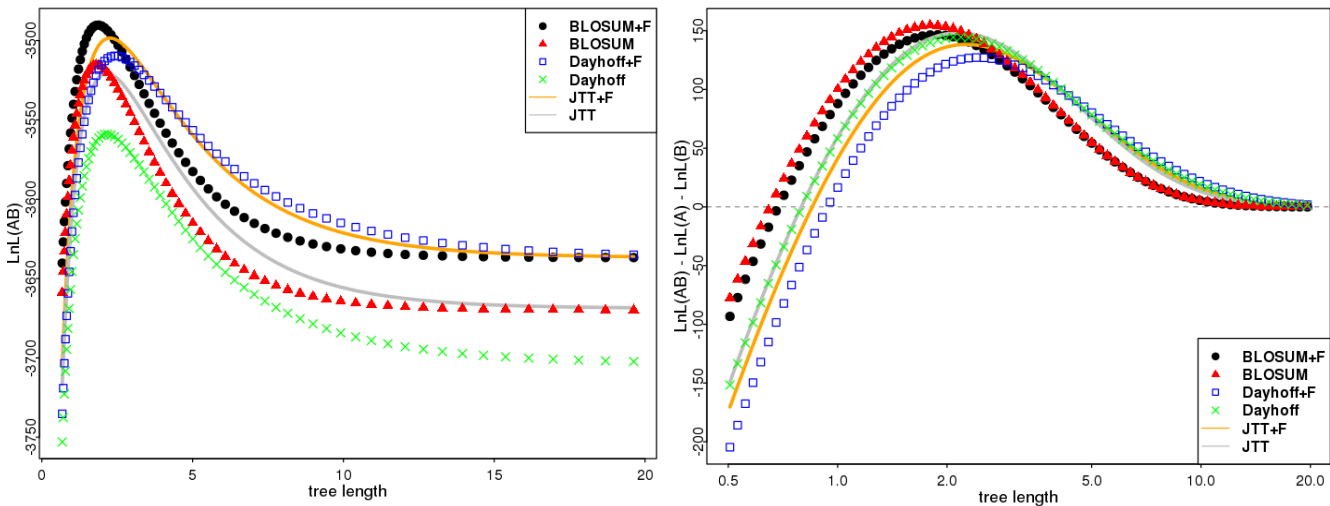 LnL(AB)
-3500
-3550
-3600
-3650
-3700
-3750
0
5
10
15
20
tree length
BLOSUM+F
BLOSUM
Dayhoff+F
Dayhoff
JTT+F
JTT
LnL(AB) - LnL(A) - LnL(B)
150
100
50
0
-50
-100
-150
-200
0.5
1.0
2.0
5.0
10.0
20.0
tree length
BLOSUM+F
BLOSUM
Dayhoff+F
Dayhoff
JTT+F
JTT